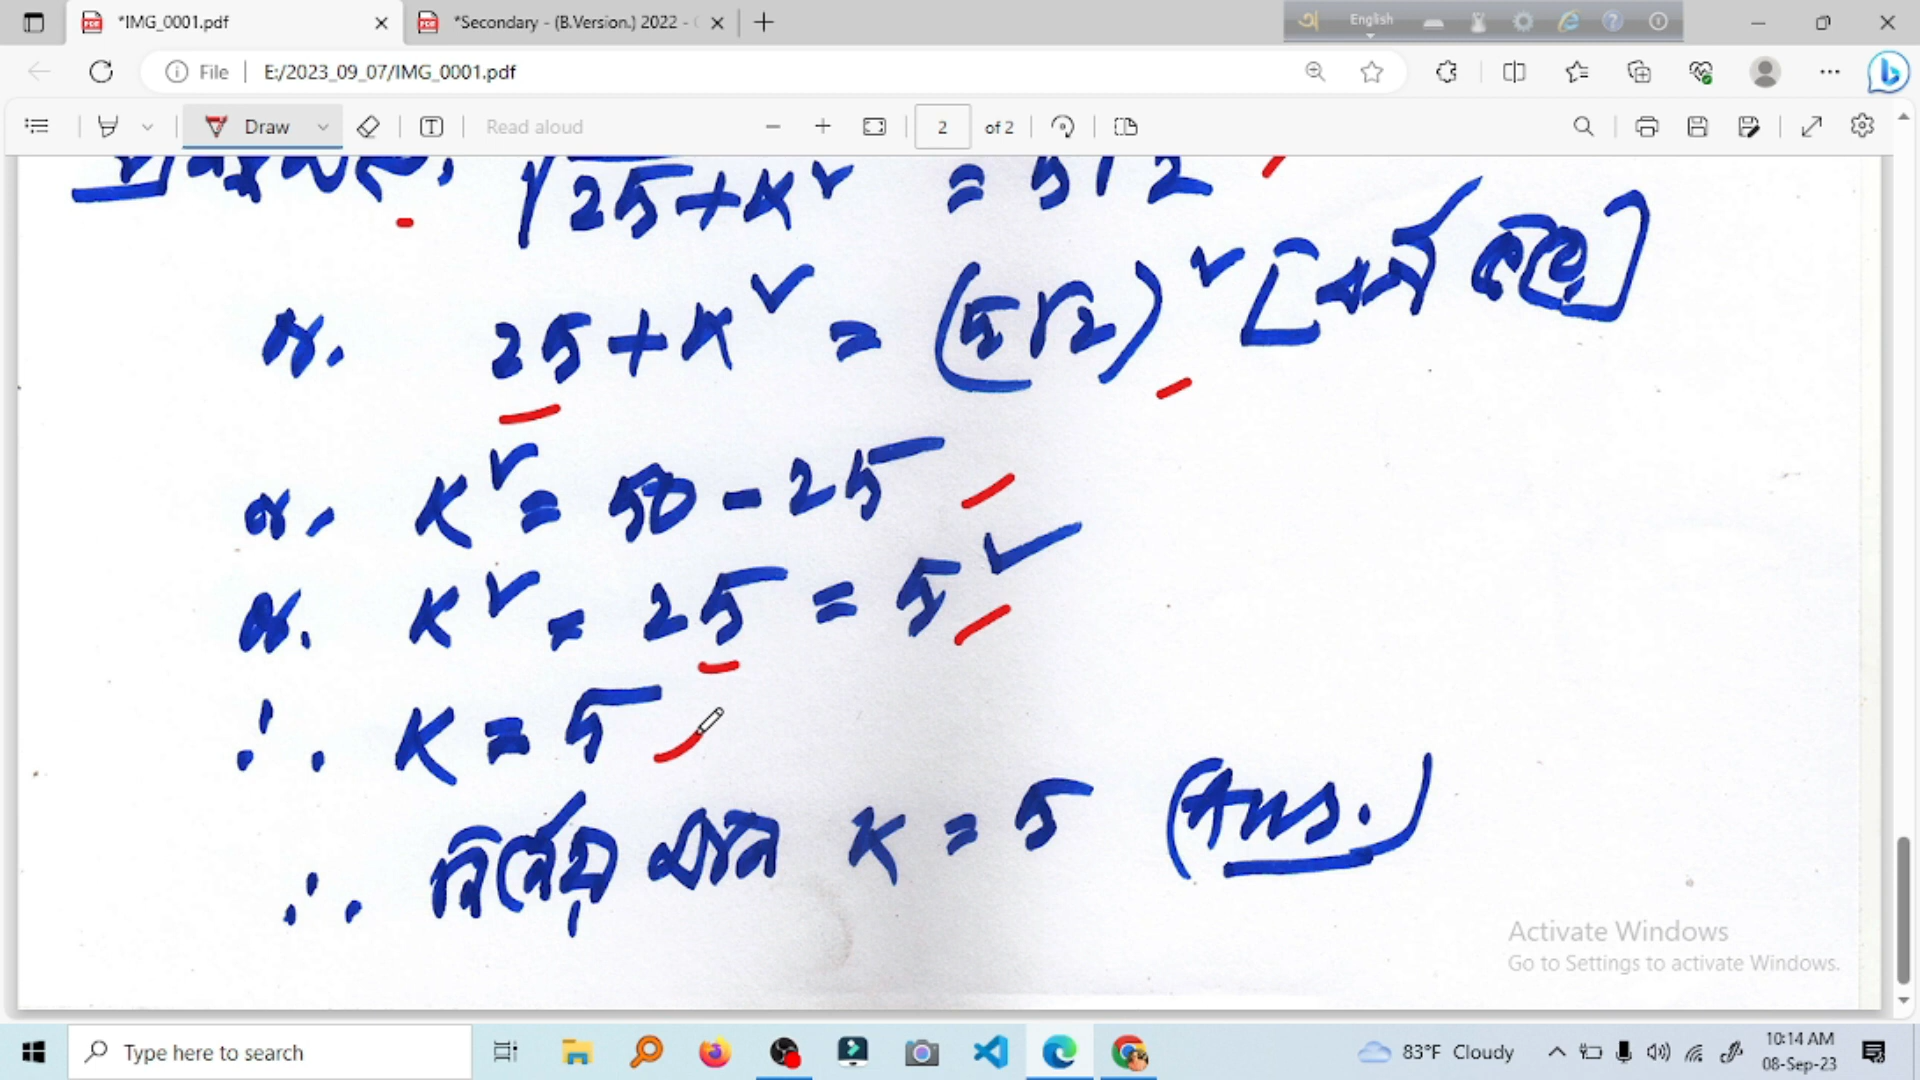 *IMG_0001.pdf
*Secondary - (B.Version.) 2022 -
English
File
E:/2023_09_07/IMG_0001.pdf
Draw
Read aloud
2 of 2
√25+K² = 5√2
বা, 25+K² = (5√2)² [বর্গ করে]
বা, K² = 50 - 25
বা, K² = 25 = 5²
∴ K = 5
∴ নির্ণেয় মান K = 5 (Ans.)
Activate Windows
Go to Settings to activate Windows.
Type here to search
83°F Cloudy
10:14 AM
08-Sep-23